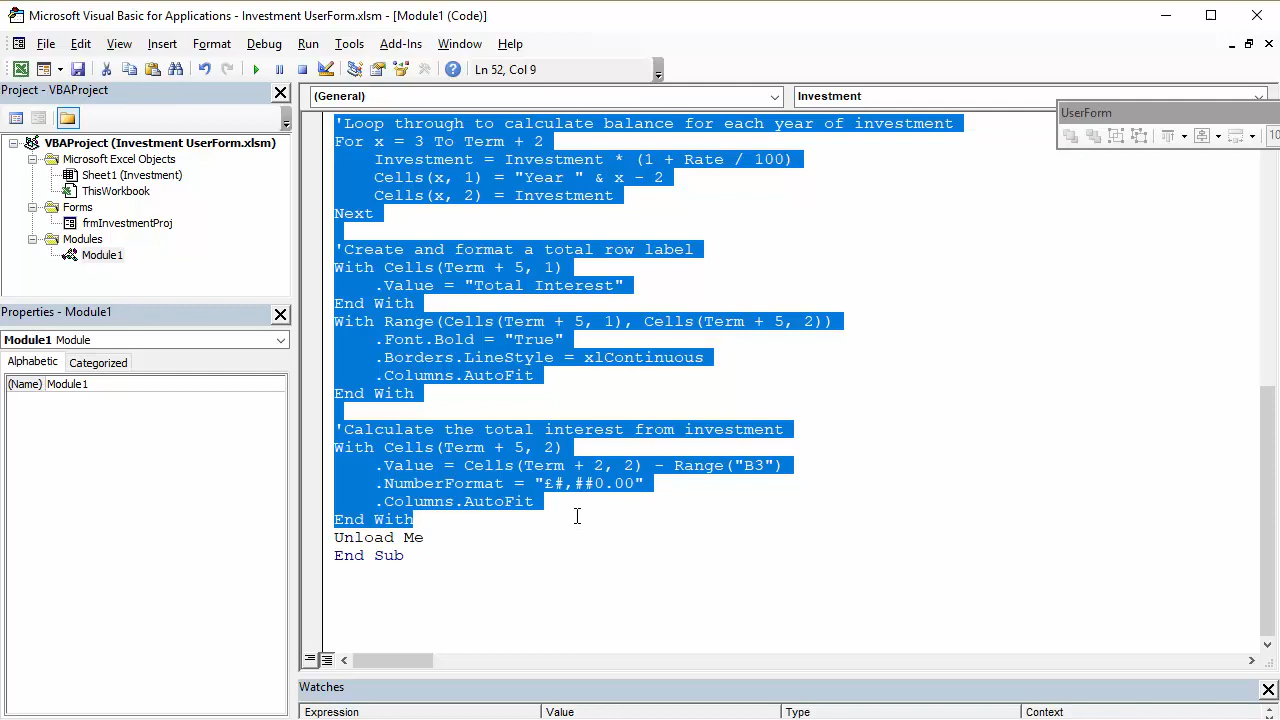 Microsoft Visual Basic for Applications - Investment UserForm.xlsm - [Module1 (Code)]
File Edit View Insert Format Debug Run Tools Add-Ins Window Help
Ln 52, Col 9
Project - VBAProject
VBAProject (Investment UserForm.xlsm)
Microsoft Excel Objects
Sheet1 (Investment)
ThisWorkbook
Forms
frmInvestmentProj
Modules
Module1
Properties - Module1
Module1 Module
Alphabetic Categorized
(Name) Module1
(General) Investment
UserForm
10
'Loop through to calculate balance for each year of investment
For x = 3 To Term + 2
Investment = Investment * (1 + Rate / 100)
Cells(x, 1) = "Year " & x - 2
Cells(x, 2) = Investment
Next
'Create and format a total row label
With Cells(Term + 5, 1)
.Value = "Total Interest"
End With
With Range(Cells(Term + 5, 1), Cells(Term + 5, 2))
.Font.Bold = "True"
.Borders.LineStyle = xlContinuous
.Columns.AutoFit
End With
'Calculate the total interest from investment
With Cells(Term + 5, 2)
.Value = Cells(Term + 2, 2) - Range("B3")
.NumberFormat = "£#,##0.00"
.Columns.AutoFit
End With
Unload Me
End Sub
Watches
Expression Value Type Context